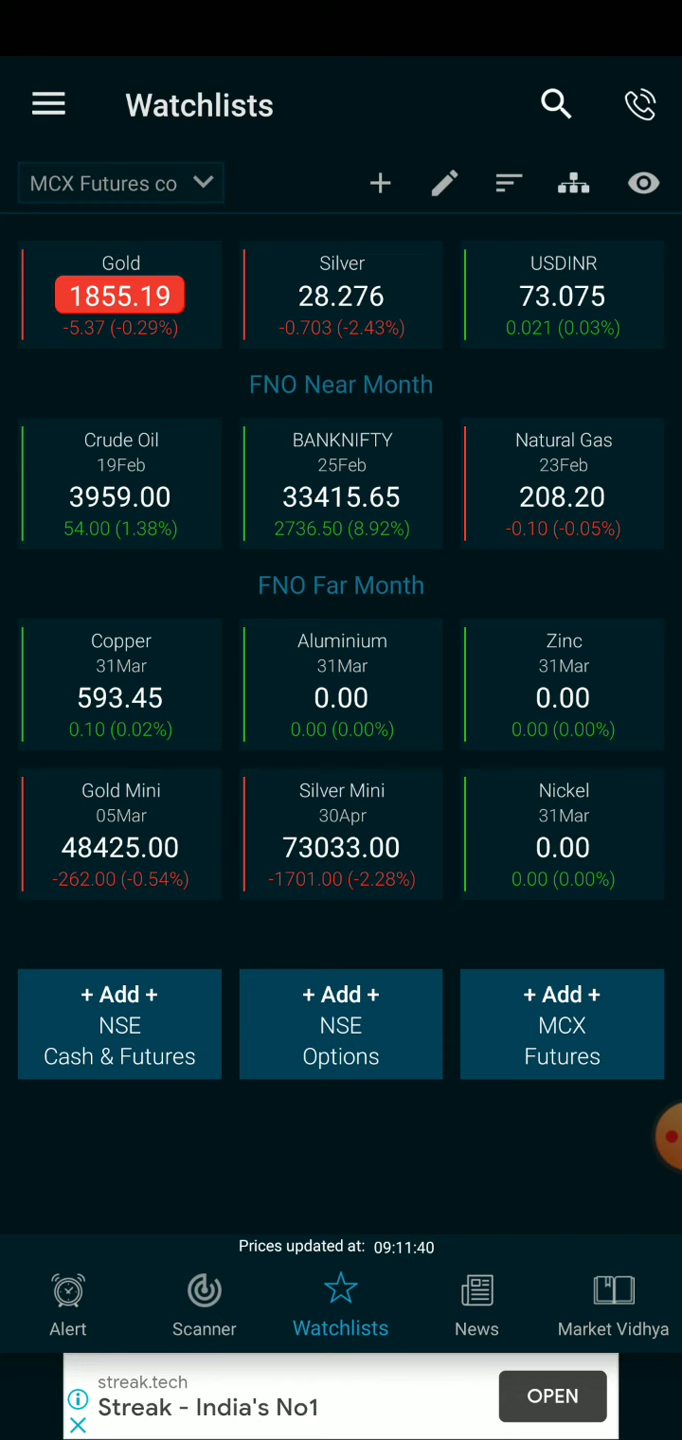 Watchlists
MCX Futures co
Gold Silver USDINR
1855.19 28.276 73.075
-5.37 (-0.29%) -0.703 (-2.43%) 0.021 (0.03%)
FNO Near Month
Crude Oil BANKNIFTY Natural Gas
19Feb 25Feb 23Feb
3959.00 33415.65 208.20
54.00 (1.38%) 2736.50 (8.92%) -0.10 (-0.05%)
FNO Far Month
Copper Aluminium Zinc
31Mar 31Mar 31Mar
593.45 0.00 0.00
0.10 (0.02%) 0.00 (0.00%) 0.00 (0.00%)
Gold Mini Silver Mini Nickel
05Mar 30Apr 31Mar
48425.00 73033.00 0.00
-262.00 (-0.54%) -1701.00 (-2.28%) 0.00 (0.00%)
+ Add + + Add + + Add +
NSE NSE MCX
Cash & Futures Options Futures
Prices updated at: 09:11:40
Alert Scanner Watchlists News Market Vidhya
streak.tech
Streak - India's No1
OPEN